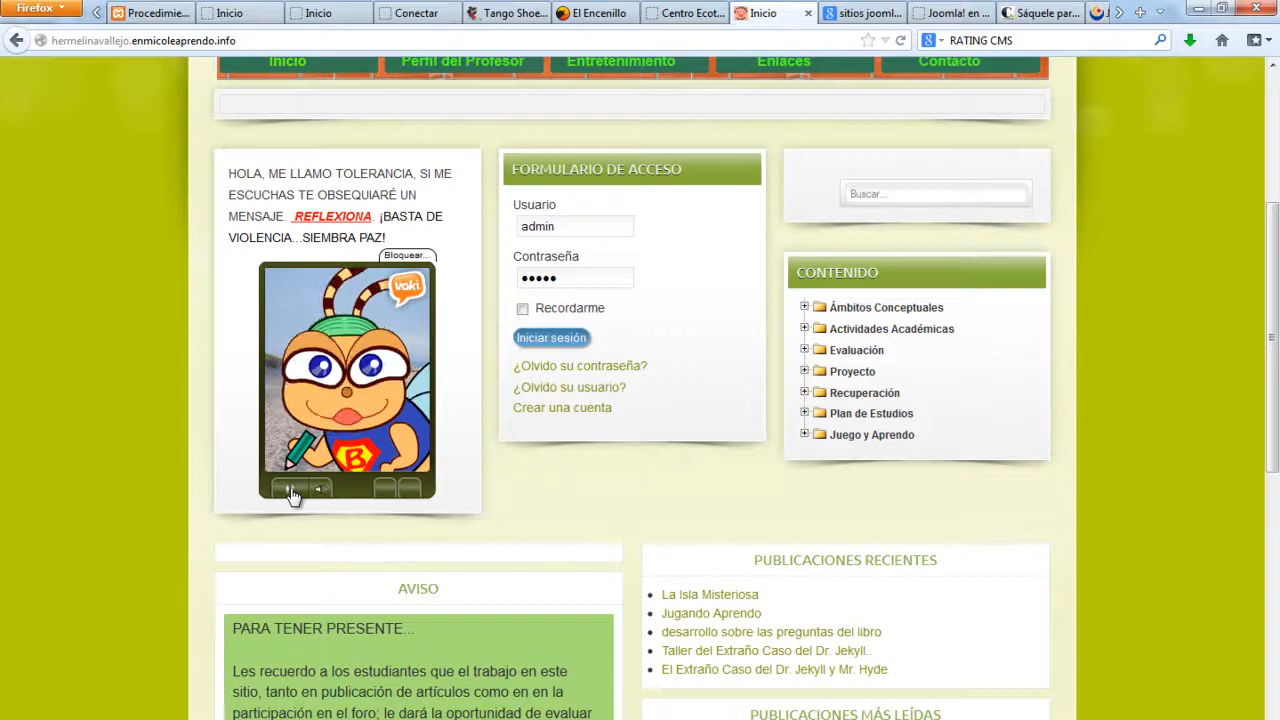 Firefox
Procedimie...
Inicio
Inicio
Conectar
Tango Shoe...
El Encenillo
Centro Ecot...
Inicio
sitios jooml...
Joomla! en ...
Sáquele par...
hermelinavallejo.enmicoleaprendo.info
RATING CMS
Inicio
Perfil del Profesor
Entretenimiento
Enlaces
Contacto
HOLA, ME LLAMO TOLERANCIA, SI ME
ESCUCHAS TE OBSEQUIARÉ UN
MENSAJE. REFLEXIONA. ¡BASTA DE
VIOLENCIA...SIEMBRA PAZ!
Bloquear...
voki
B
FORMULARIO DE ACCESO
Usuario
admin
Contraseña
●●●●●
Recordarme
Iniciar sesión
¿Olvido su contraseña?
¿Olvido su usuario?
Crear una cuenta
Buscar...
CONTENIDO
Ámbitos Conceptuales
Actividades Académicas
Evaluación
Proyecto
Recuperación
Plan de Estudios
Juego y Aprendo
AVISO
PARA TENER PRESENTE...
Les recuerdo a los estudiantes que el trabajo en este
sitio, tanto en publicación de artículos como en en la
participación en el foro; le dará la oportunidad de evaluar
PUBLICACIONES RECIENTES
La Isla Misteriosa
Jugando Aprendo
desarrollo sobre las preguntas del libro
Taller del Extraño Caso del Dr. Jekyll..
El Extraño Caso del Dr. Jekyll y Mr. Hyde
PUBLICACIONES MÁS LEÍDAS